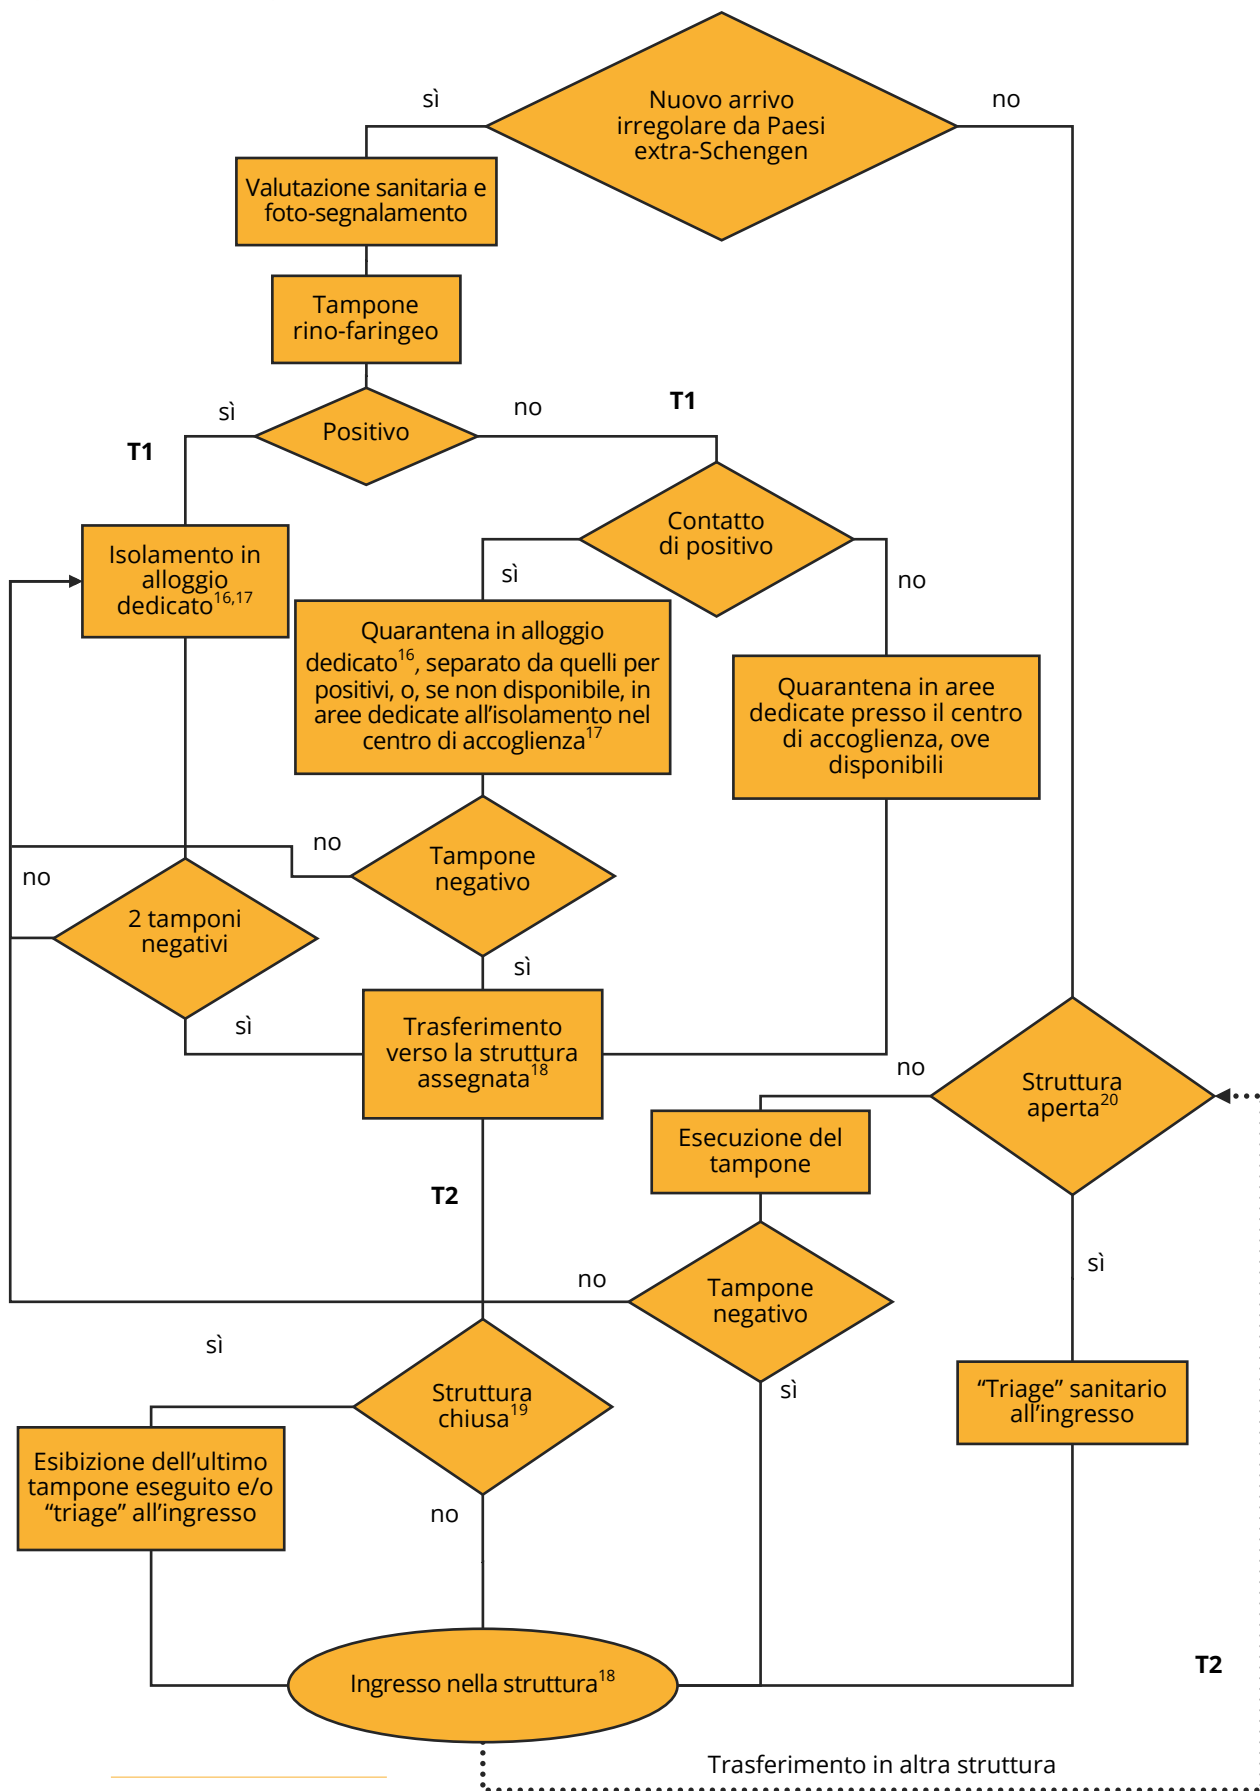 sì
Nuovo arrivo
irregolare da Paesi
extra-Schengen
no
Valutazione sanitaria e
foto-segnalamento
Tampone
rino-faringeo
sì
Positivo
no
T1
T1
Contatto
di positivo
Isolamento in
alloggio
dedicato16,17
sì
no
Quarantena in alloggio
dedicato16, separato da quelli per
positivi, o, se non disponibile, in
aree dedicate all’isolamento nel
centro di accoglienza17
Quarantena in aree
dedicate presso il centro
di accoglienza, ove
disponibili
no
Tampone
negativo
no
2 tamponi
negativi
sì
sì
Trasferimento
verso la struttura
assegnata18
no
Struttura
aperta20
Esecuzione del
tampone
T2
sì
no
Tampone
negativo
sì
sì
Struttura
chiusa19
“Triage” sanitario
all’ingresso
Esibizione dell’ultimo
tampone eseguito e/o
“triage” all’ingresso
no
Ingresso nella struttura18
T2
Trasferimento in altra struttura